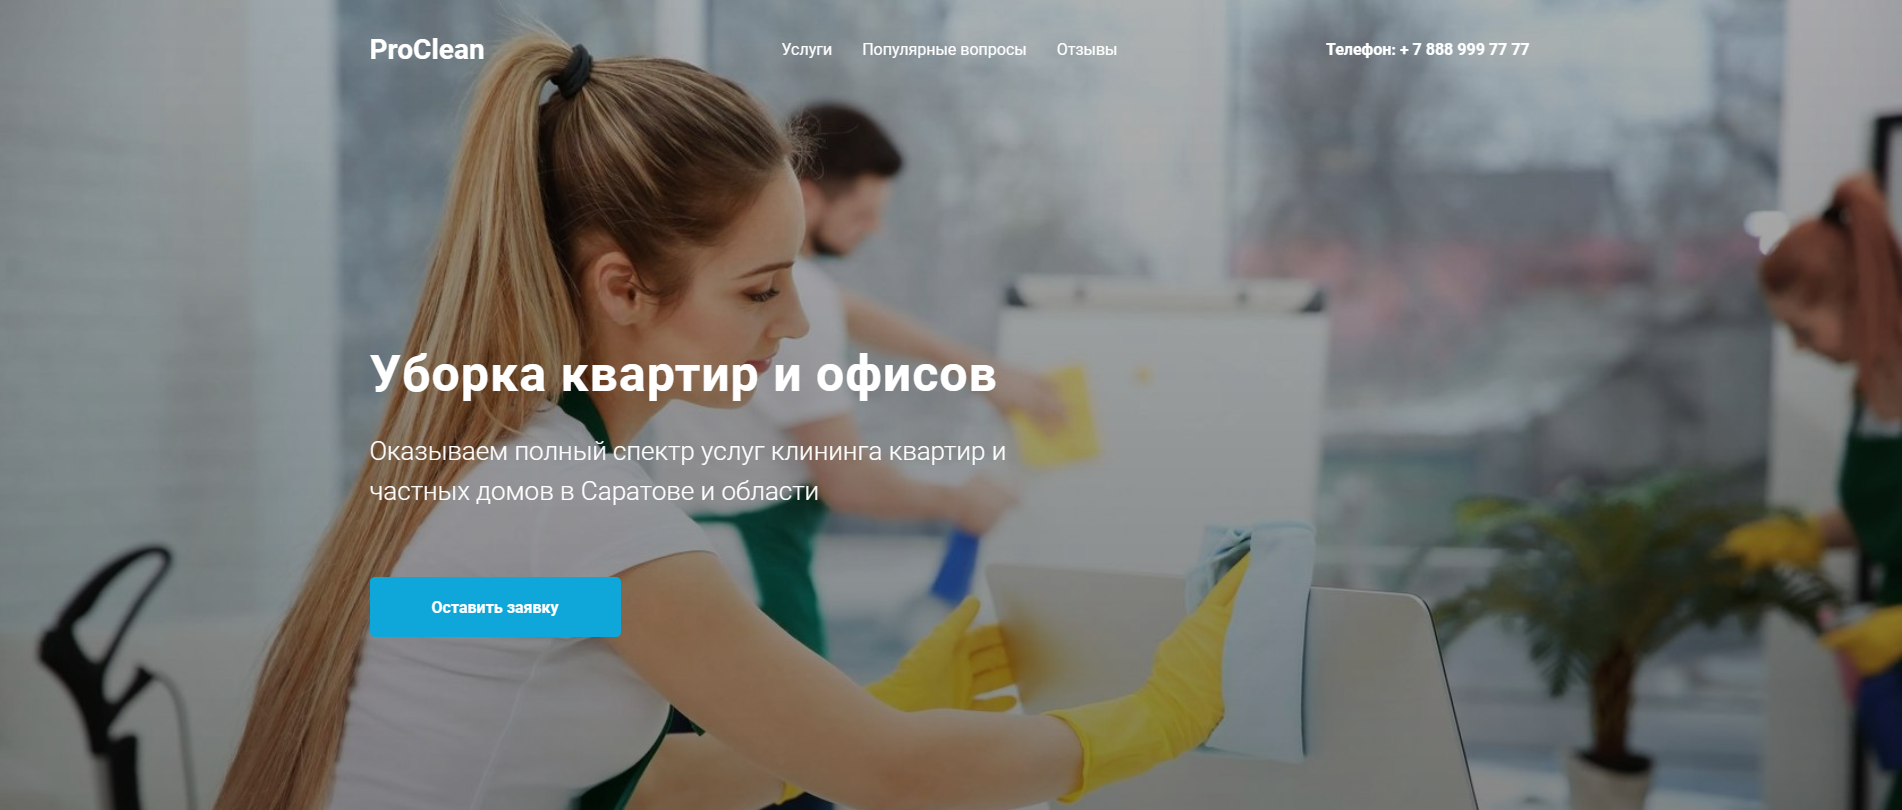 ProClean
Услуги
Популярные вопросы
Отзывы
Телефон: + 7 888 999 77 77
Уборка квартир и офисов
Оказываем полный спектр услуг клининга квартир и
частных домов в Саратове и области
Оставить заявку